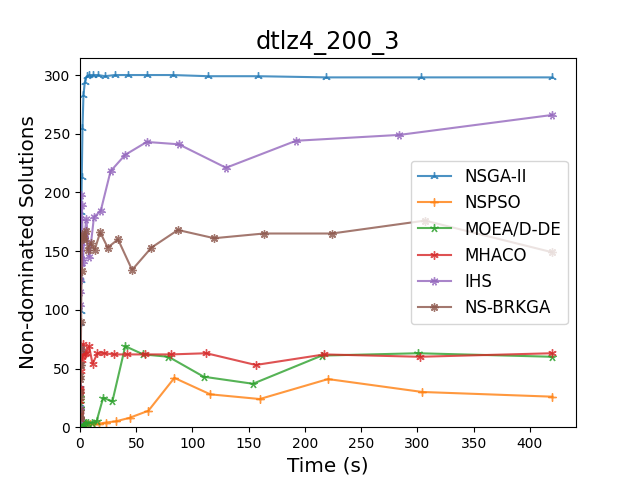 dtlz4_200_3
Non-dominated Solutions
300
250
200
150
100
50
0
NSGA-II
NSPSO
MOEA/D-DE
MHACO
IHS
NS-BRKGA
0 50 100 150 200 250 300 350 400
Time (s)